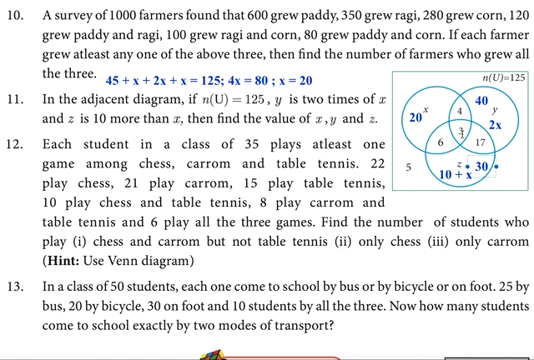 10. A survey of 1000 farmers found that 600 grew paddy, 350 grew ragi, 280 grew corn, 120
grew paddy and ragi, 100 grew ragi and corn, 80 grew paddy and corn. If each farmer
grew atleast any one of the above three, then find the number of farmers who grew all
the three. 45 + x + 2x + x = 125; 4x = 80 ; x = 20
n(U)=125
11. In the adjacent diagram, if n(U) = 125, y is two times of x
and z is 10 more than x, then find the value of x, y and z.
x 4 y
20 40
2x
3
6 17
5 z 30
10 + x
12. Each student in a class of 35 plays atleast one
game among chess, carrom and table tennis. 22
play chess, 21 play carrom, 15 play table tennis,
10 play chess and table tennis, 8 play carrom and
table tennis and 6 play all the three games. Find the number of students who
play (i) chess and carrom but not table tennis (ii) only chess (iii) only carrom
(Hint: Use Venn diagram)
13. In a class of 50 students, each one come to school by bus or by bicycle or on foot. 25 by
bus, 20 by bicycle, 30 on foot and 10 students by all the three. Now how many students
come to school exactly by two modes of transport?